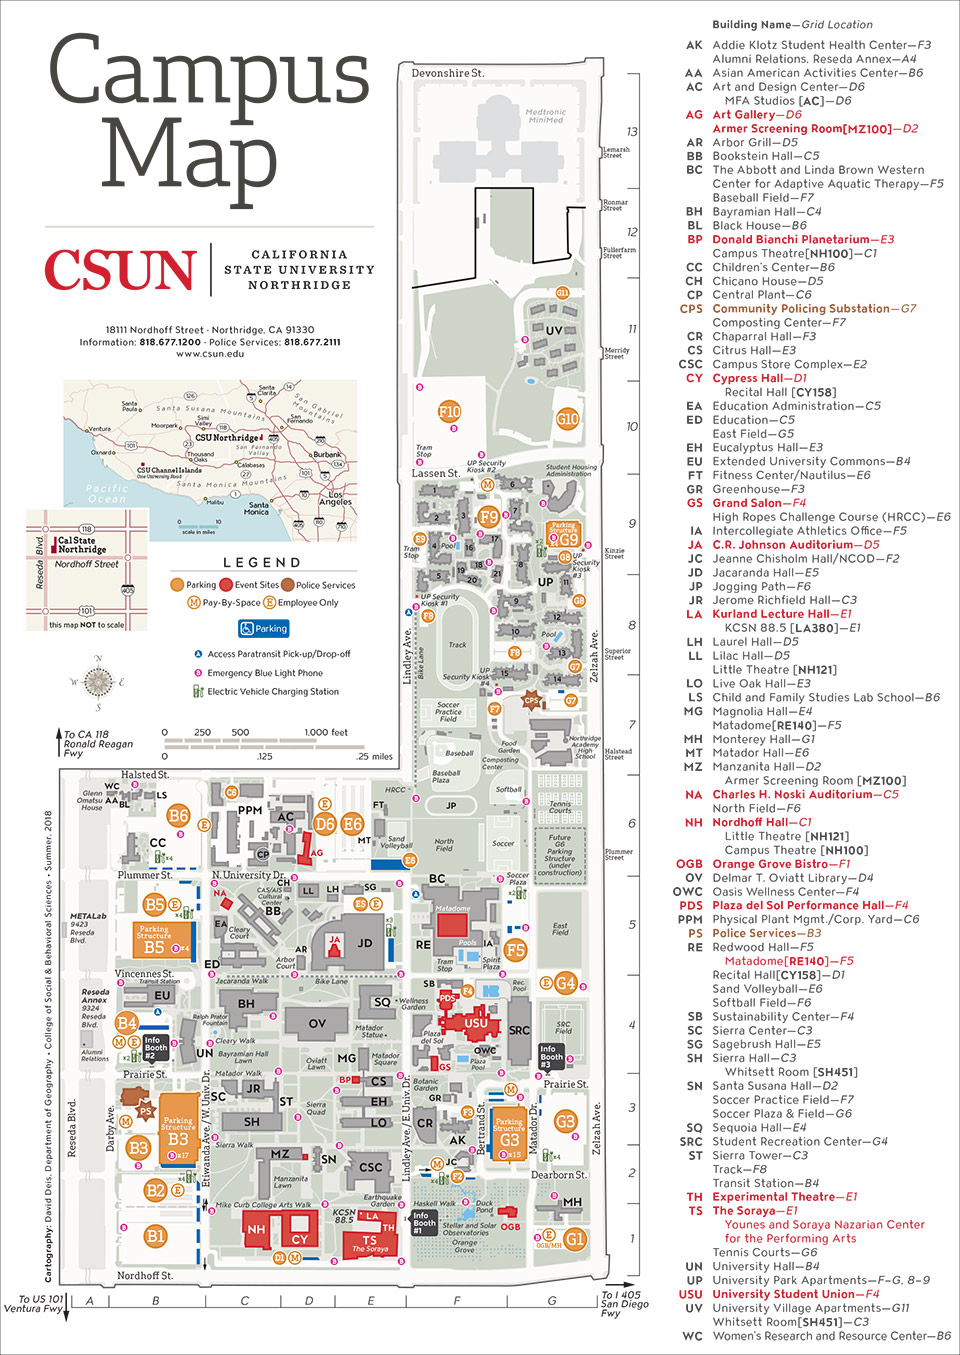 Campus
Map
CSUN
CALIFORNIA
STATE UNIVERSITY
NORTHRIDGE
18111 Nordhoff Street · Northridge, CA 91330
Information: 818.677.1200 · Police Services: 818.677.2111
www.csun.edu
Santa Paula
Ventura
Oxnard
Moorpark
Simi Valley
Thousand Oaks
Santa Susana Mountains
Santa Clarita
San Gabriel Mountains
San Fernando
CSU Northridge
San Fernando Valley
Burbank
CSU Channel Islands
Calabasas
Santa Monica Mountains
Malibu
Santa Monica
Los Angeles
Pacific Ocean
scale in miles
118
Cal State
Northridge
Nordhoff Street
Reseda Blvd.
405
101
this map NOT to scale
LEGEND
Parking
Event Sites
Police Services
M Pay-By-Space
E Employee Only
Parking
Access Paratransit Pick-up/Drop-off
Emergency Blue Light Phone
Electric Vehicle Charging Station
N
W E
S
0 250 500 1,000 feet
0 .125 .25 miles
To CA 118
Ronald Reagan
Fwy
Devonshire St.
Medtronic
MiniMed
Lemarsh Street
Ronmar Street
Fullerfarm Street
Merridy Street
Kinzie Street
Superior Street
Halstead Street
Plummer Street
13
12
11
10
9
8
7
6
5
4
3
2
1
G11
UV
F10
G10
Tram Stop
Lassen St.
UP Security Kiosk #2
Student Housing Administration
F9
Parking Structure
G9
UP Security Kiosk #3
UP
UP Security Kiosk #1
F8
G8
Lindley Ave.
Bike Lane
Track
Pool
Zelzah Ave.
G7
UP Security Kiosk #4
CPS
Soccer Practice Field
F7
Northridge Academy High School
Food Garden
Composting Center
Baseball
Baseball Plaza
HRCC
JP
Softball
Tennis Courts
North Field
Soccer
Future G6 Parking Structure (under construction)
Halsted St.
Glenn Omatsu House
WC
AA
BL
LS
B6
CC
C6
PPM
AC
CP
AG
D6
E6
FT
MT
Sand Volleyball
Plummer St.
N. University Dr.
METALab
9423
Reseda
Blvd.
B5
Parking Structure
B5
NA
CAS/AIS Cultural Center
CH
LL
LH
SG
BB
EA
Cleary Court
ED
AR
Arbor Court
JA
JD
E5
BC
Matadome
RE
Pools
IA
Tram Stop
Spirit Plaza
Soccer Plaza
F5
East Field
Vincennes St.
Transit Station
Jacaranda Walk
Bike Lane
Reseda
Annex
9324
Reseda
Blvd.
Alumni Relations
EU
B4
Info Booth #2
UN
Ralph Prator Fountain
Cleary Walk
BH
OV
SQ
Matador Statue
Bayramian Hall Lawn
Oviatt Lawn
Matador Square
MG
SB
Wellness Garden
F4
PDS
USU
Plaza del Sol
GS
OWC
Plaza Pool
Rec. Pool
SRC
G4
SRC Field
Info Booth #3
Prairie St.
Prairie St.
PS
Parking Structure
B3
B3
Darby Ave.
Etiwanda Ave. / W. Univ. Dr.
Matador Walk
SC
JR
ST
SH
Sierra Quad
Sierra Walk
BP
CS
EH
LO
Botanic Garden
GR
CR
AK
JC
F3
F2
Bertrand St.
Parking Structure
G3
Matador Dr.
G3
Lindley Ave. / E. Univ. Dr.
Zelzah Ave.
Dearborn St.
B2
B1
MZ
SN
CSC
Manzanita Lawn
Mike Curb College Arts Walk
Earthquake Garden
KCSN 88.5
LA
TH
TS
The Soraya
NH
CY
D1
Haskell Walk
Duck Pond
Info Booth #1
Stellar and Solar Observatories
Orange Grove
OGB
MH
OGB/MH
G1
Reseda Blvd.
Nordhoff St.
To US 101
Ventura Fwy
A B C D E F G
To I 405
San Diego
Fwy
Cartography: David Deis, Department of Geography · College of Social & Behavioral Sciences · Summer, 2018
Building Name—Grid Location
AK Addie Klotz Student Health Center—F3
Alumni Relations, Reseda Annex—A4
AA Asian American Activities Center—B6
AC Art and Design Center—D6
MFA Studios [AC]—D6
AG Art Gallery—D6
Armer Screening Room[MZ100]—D2
AR Arbor Grill—D5
BB Bookstein Hall—C5
BC The Abbott and Linda Brown Western
Center for Adaptive Aquatic Therapy—F5
Baseball Field—F7
BH Bayramian Hall—C4
BL Black House—B6
BP Donald Bianchi Planetarium—E3
Campus Theatre[NH100]—C1
CC Children's Center—B6
CH Chicano House—D5
CP Central Plant—C6
CPS Community Policing Substation—G7
Composting Center—F7
CR Chaparral Hall—F3
CS Citrus Hall—E3
CSC Campus Store Complex—E2
CY Cypress Hall—D1
Recital Hall [CY158]
EA Education Administration—C5
ED Education—C5
East Field—G5
EH Eucalyptus Hall—E3
EU Extended University Commons—B4
FT Fitness Center/Nautilus—E6
GR Greenhouse—F3
GS Grand Salon—F4
High Ropes Challenge Course (HRCC)—E6
IA Intercollegiate Athletics Office—F5
JA C.R. Johnson Auditorium—D5
JC Jeanne Chisholm Hall/NCOD—F2
JD Jacaranda Hall—E5
JP Jogging Path—F6
JR Jerome Richfield Hall—C3
LA Kurland Lecture Hall—E1
KCSN 88.5 [LA380]—E1
LH Laurel Hall—D5
LL Lilac Hall—D5
Little Theatre [NH121]
LO Live Oak Hall—E3
LS Child and Family Studies Lab School—B6
MG Magnolia Hall—E4
Matadome[RE140]—F5
MH Monterey Hall—G1
MT Matador Hall—E6
MZ Manzanita Hall—D2
Armer Screening Room [MZ100]
NA Charles H. Noski Auditorium—C5
North Field—F6
NH Nordhoff Hall—C1
Little Theatre [NH121]
Campus Theatre [NH100]
OGB Orange Grove Bistro—F1
OV Delmar T. Oviatt Library—D4
OWC Oasis Wellness Center—F4
PDS Plaza del Sol Performance Hall—F4
PPM Physical Plant Mgmt./Corp. Yard—C6
PS Police Services—B3
RE Redwood Hall—F5
Matadome[RE140]—F5
Recital Hall[CY158]—D1
Sand Volleyball—E6
Softball Field—F6
SB Sustainability Center—F4
SC Sierra Center—C3
SG Sagebrush Hall—E5
SH Sierra Hall—C3
Whitsett Room [SH451]
SN Santa Susana Hall—D2
Soccer Practice Field—F7
Soccer Plaza & Field—G6
SQ Sequoia Hall—E4
SRC Student Recreation Center—G4
ST Sierra Tower—C3
Track—F8
Transit Station—B4
TH Experimental Theatre—E1
TS The Soraya—E1
Younes and Soraya Nazarian Center
for the Performing Arts
Tennis Courts—G6
UN University Hall—B4
UP University Park Apartments—F–G, 8–9
USU University Student Union—F4
UV University Village Apartments—G11
Whitsett Room[SH451]—C3
WC Women's Research and Resource Center—B6